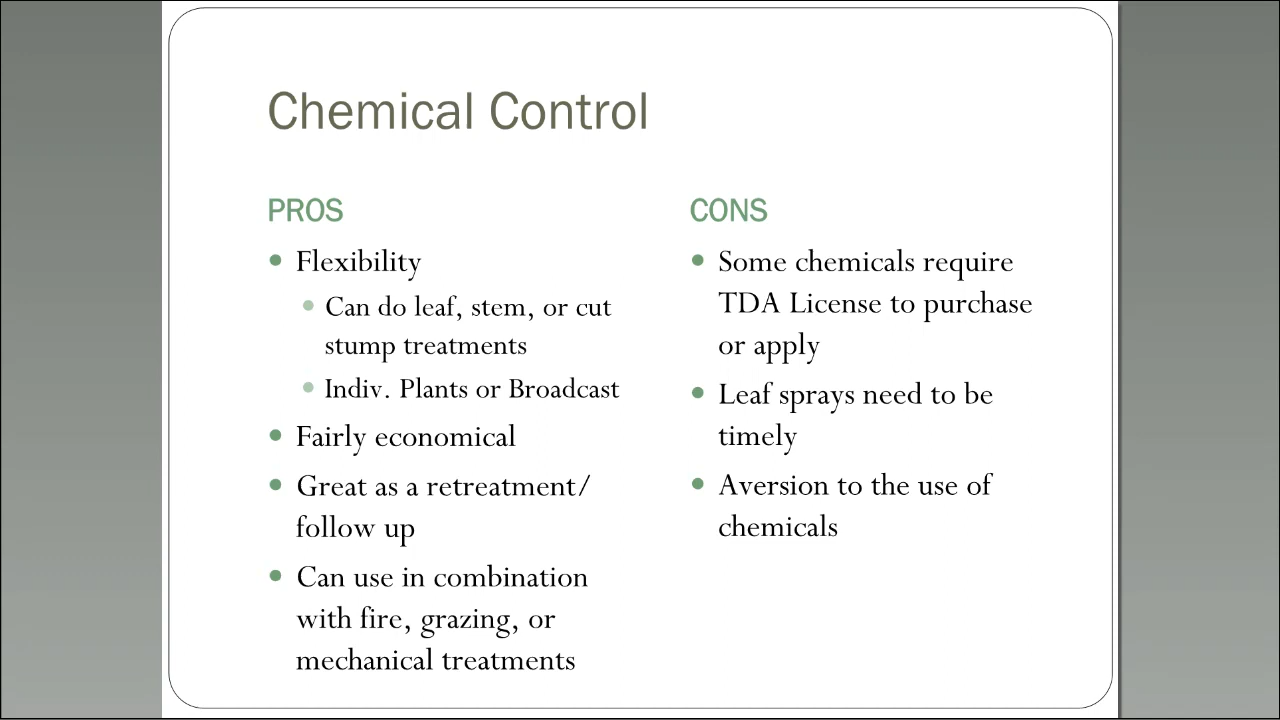 Chemical Control
PROS
• Flexibility
• Can do leaf, stem, or cut
stump treatments
• Indiv. Plants or Broadcast
• Fairly economical
• Great as a retreatment/
follow up
• Can use in combination
with fire, grazing, or
mechanical treatments
CONS
• Some chemicals require
TDA License to purchase
or apply
• Leaf sprays need to be
timely
• Aversion to the use of
chemicals